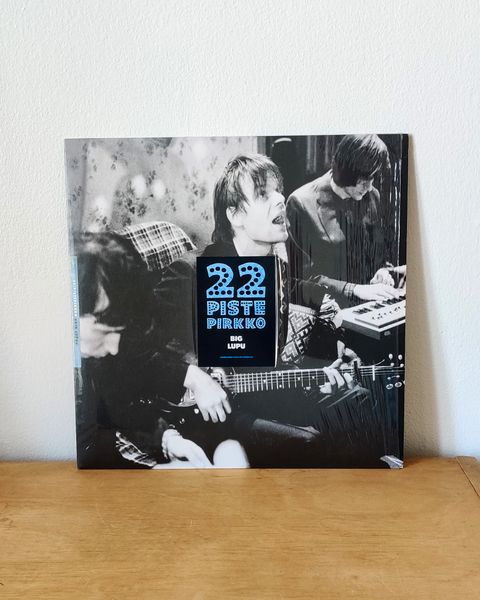 22
PISTE
PIRKKO
BIG
LUPU